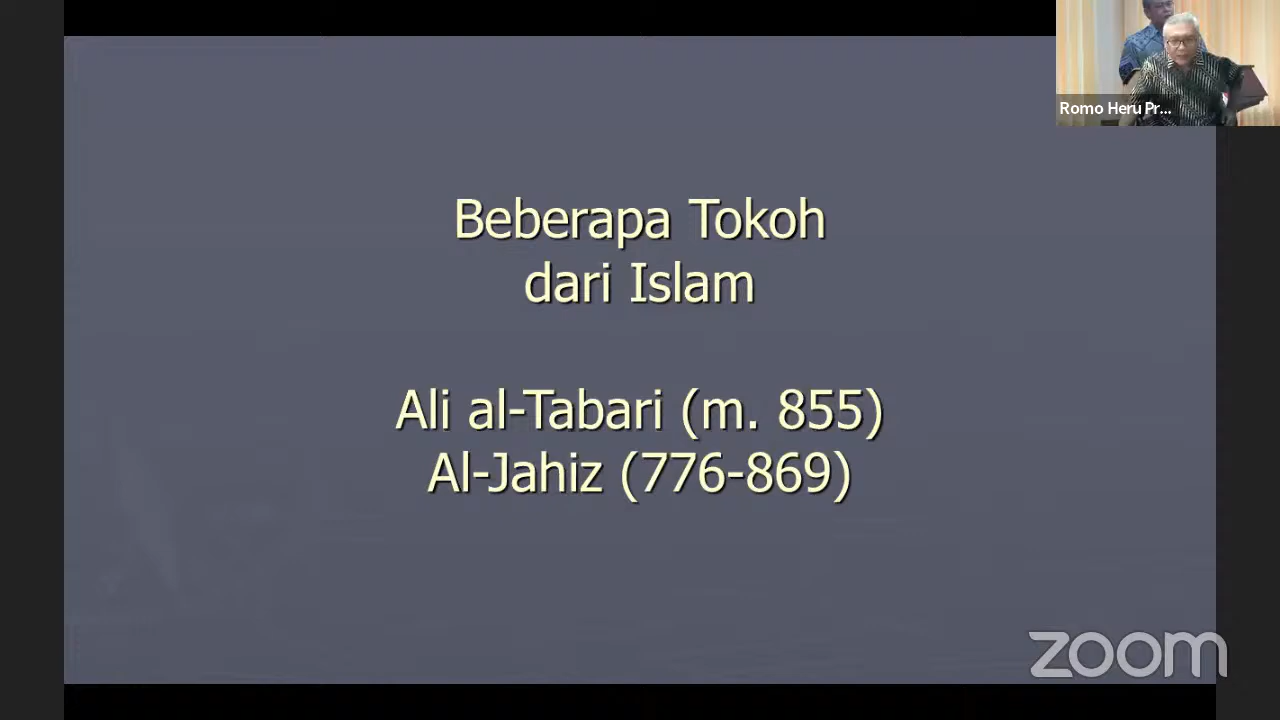 Romo Heru Pr...
Beberapa Tokoh
dari Islam
Ali al-Tabari (m. 855)
Al-Jahiz (776-869)
zoom